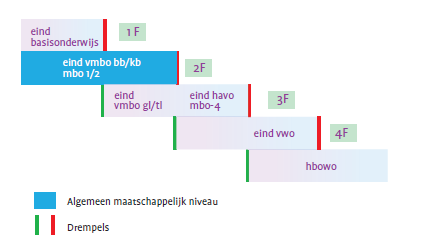 eind
basisonderwijs
1 F
eind vmbo bb/kb
mbo 1/2
2F
eind
vmbo gl/tl
eind havo
mbo-4
3F
eind vwo
4F
hbowo
Algemeen maatschappelijk niveau
Drempels